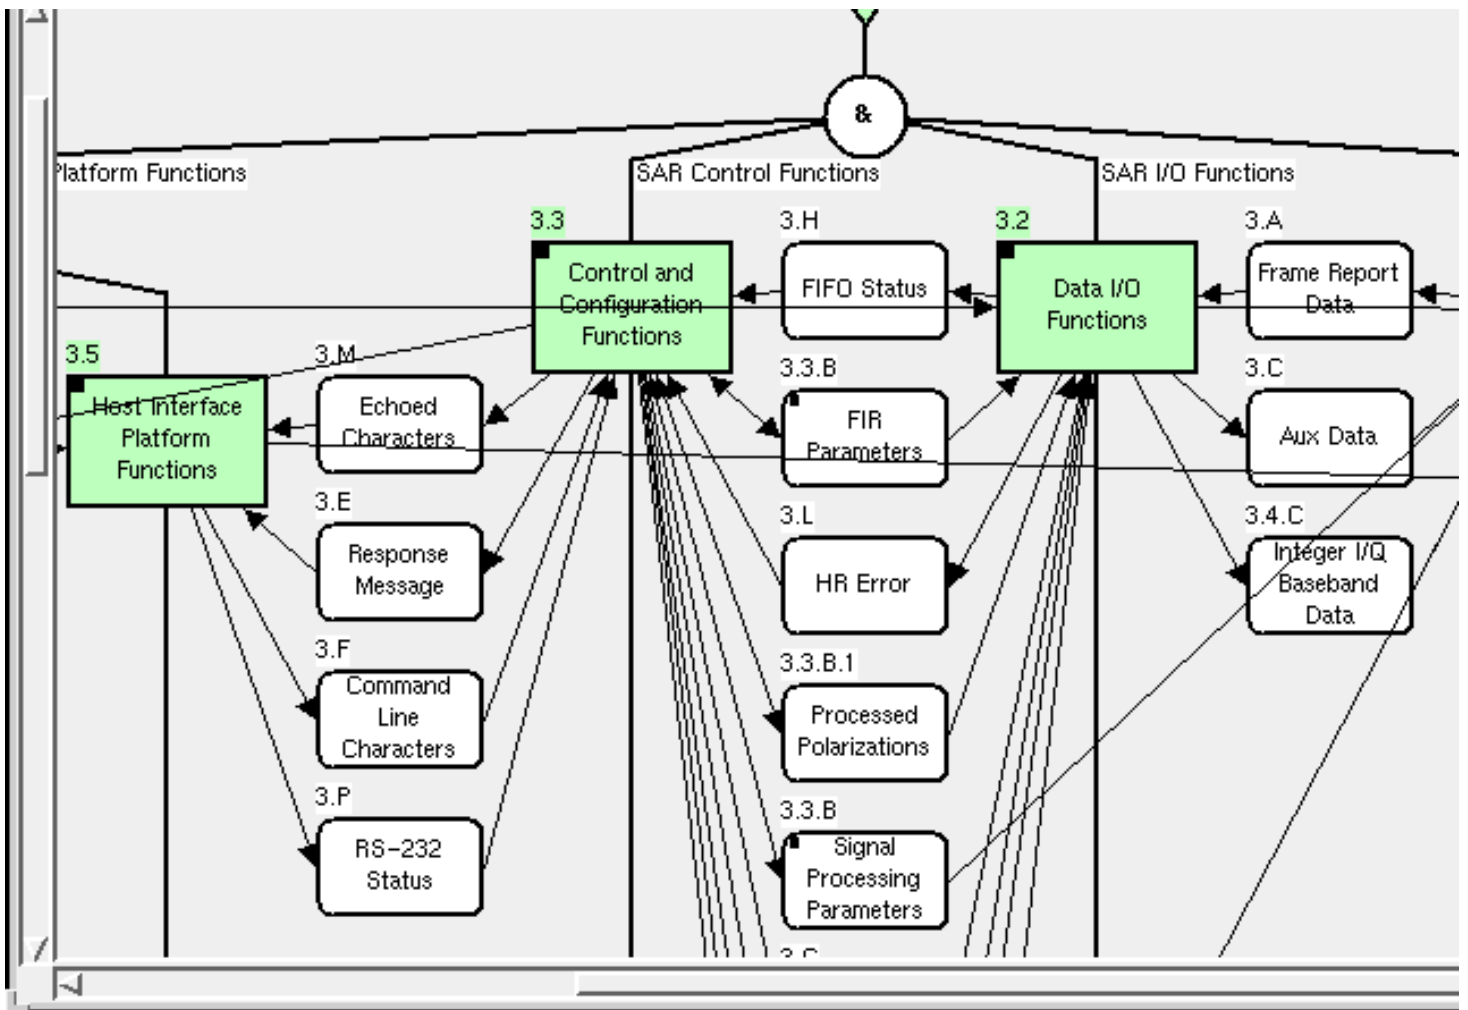 &
Platform Functions
SAR Control Functions
SAR I/O Functions
3.3
Control and
Configuration
Functions
3.H
FIFO Status
3.2
Data I/O
Functions
3.A
Frame Report
Data
3.5
Host Interface
Platform
Functions
3.M
Echoed
Characters
3.3.B
FIR
Parameters
3.C
Aux Data
3.E
Response
Message
3.L
HR Error
3.4.C
Integer I/Q
Baseband
Data
3.F
Command
Line
Characters
3.3.B.1
Processed
Polarizations
3.P
RS-232
Status
3.3.B
Signal
Processing
Parameters